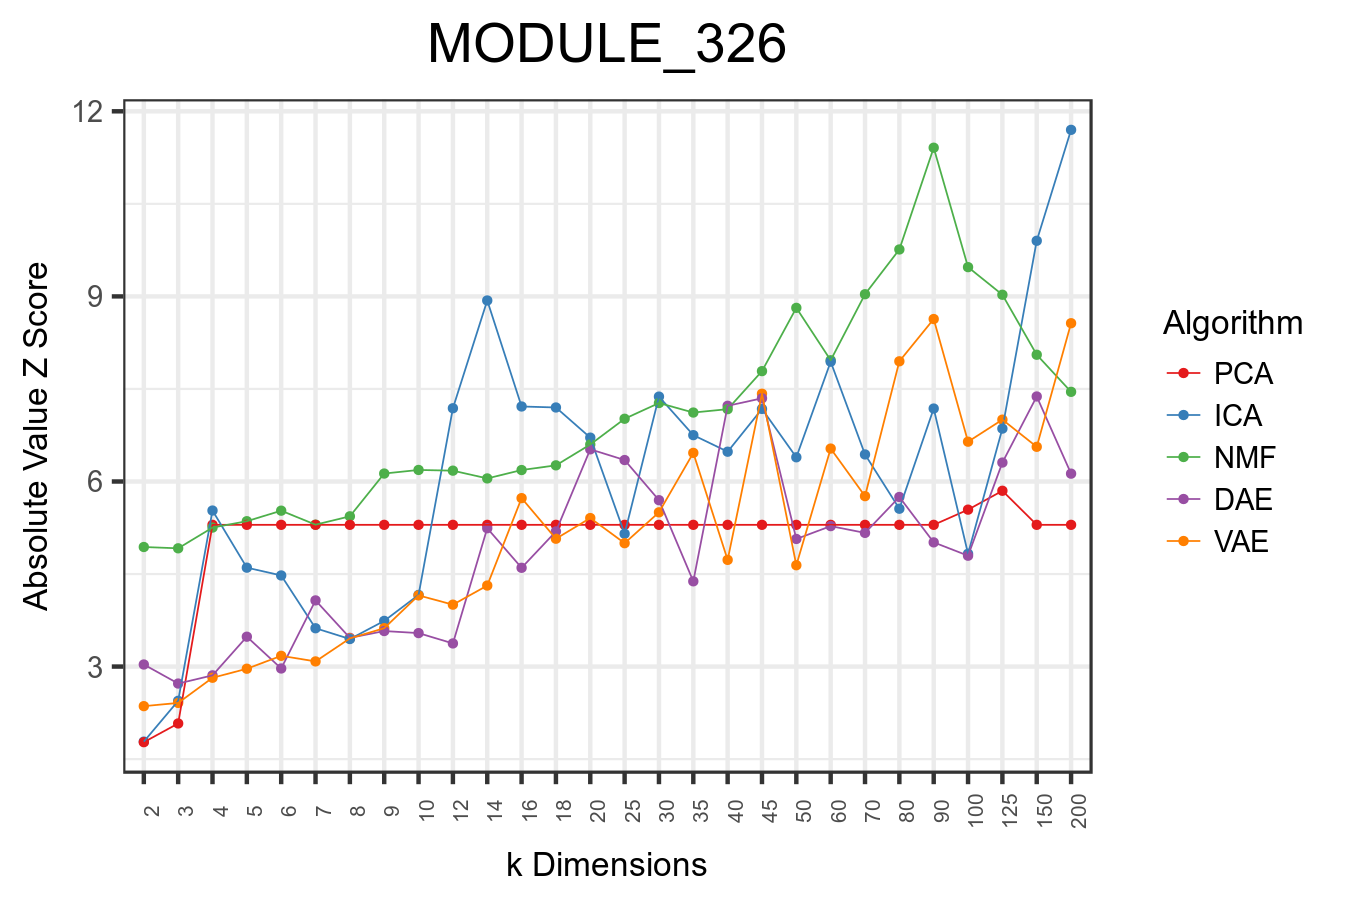 MODULE_326
Absolute Value Z Score
12
9
6
3
2 3 4 5 6 7 8 9 10 12 14 16 18 20 25 30 35 40 45 50 60 70 80 90 100 125 150 200
k Dimensions
Algorithm
PCA
ICA
NMF
DAE
VAE